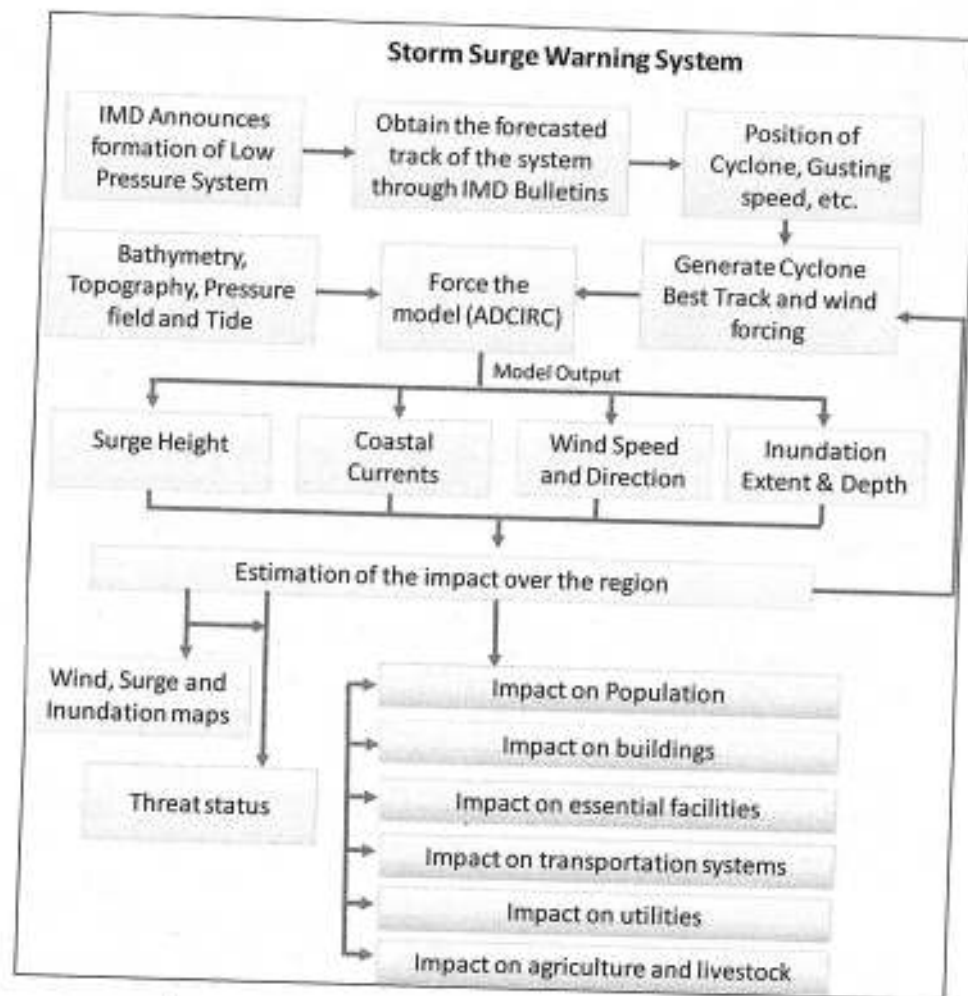 Storm Surge Warning System
IMD Announces
formation of Low
Pressure System
Obtain the forecasted
track of the system
through IMD Bulletins
Position of
Cyclone, Gusting
speed, etc.
Bathymetry,
Topography, Pressure
field and Tide
Force the
model (ADCIRC)
Generate Cyclone
Best Track and wind
forcing
Model Output
Surge Height
Coastal
Currents
Wind Speed
and Direction
Inundation
Extent & Depth
Estimation of the impact over the region
Wind, Surge and
Inundation maps
Threat status
Impact on Population
Impact on buildings
Impact on essential facilities
Impact on transportation systems
Impact on utilities
Impact on agriculture and livestock